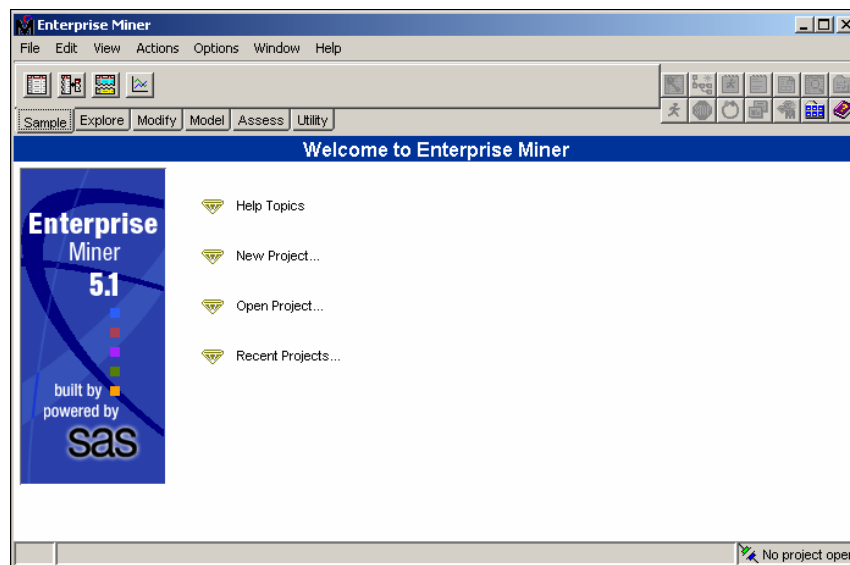 Enterprise Miner
File Edit View Actions Options Window Help
Sample Explore Modify Model Assess Utility
Welcome to Enterprise Miner
Enterprise
Miner
5.1
built by
powered by
sas
Help Topics
New Project...
Open Project...
Recent Projects...
No project open